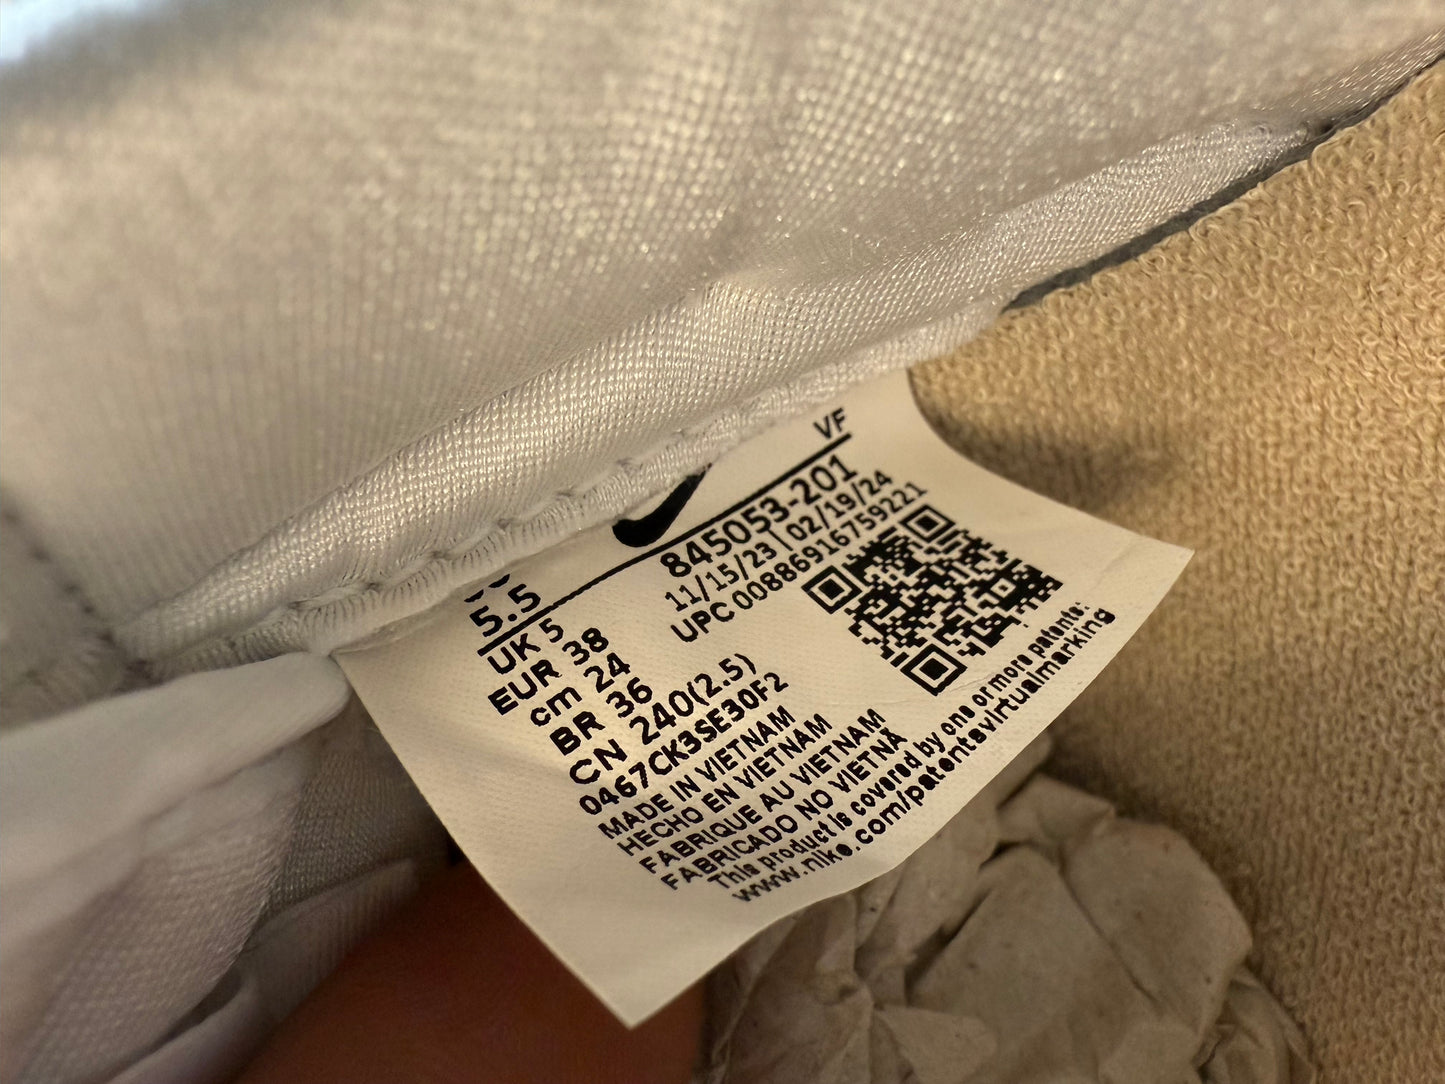 VF
845053-201
11/15/23 | 02/19/24
UPC 00886916759221
5.5
UK 5
EUR 38
cm 24
BR 36
CN 240(2.5)
0467CK3SE30F2
MADE IN VIETNAM
HECHO EN VIETNAM
FABRIQUE AU VIETNAM
FABRICADO NO VIETNÃ
This product is covered by one or more patents:
www.nike.com/patentsvirtualmarking